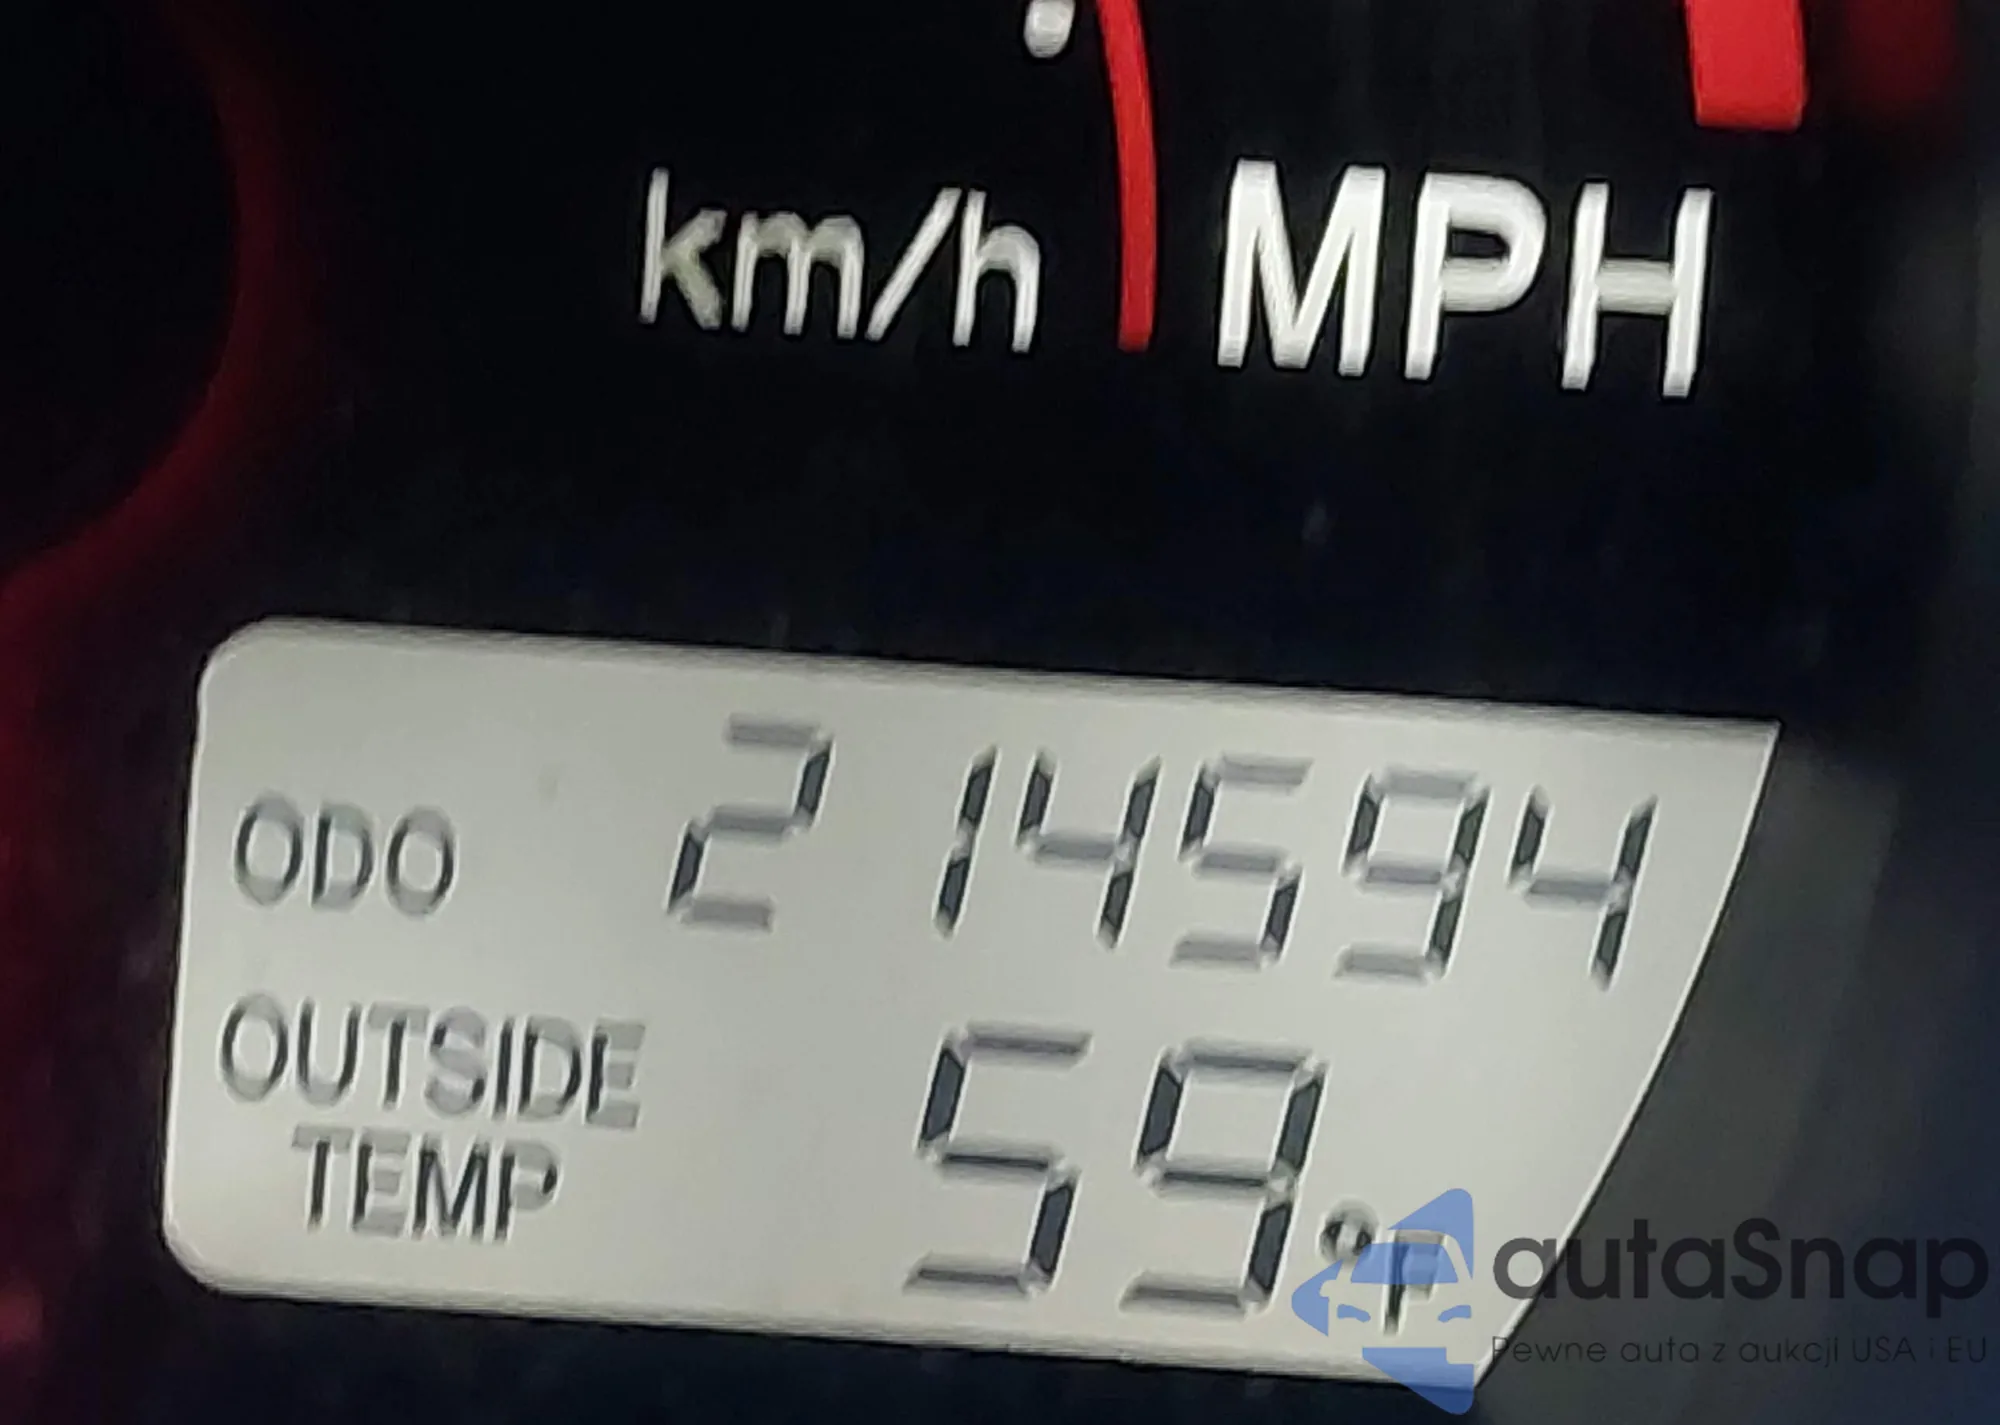 km/h MPH
ODO 214594
OUTSIDE
TEMP 59°F
autaSnap
Pewne auta z aukcji USA i EU